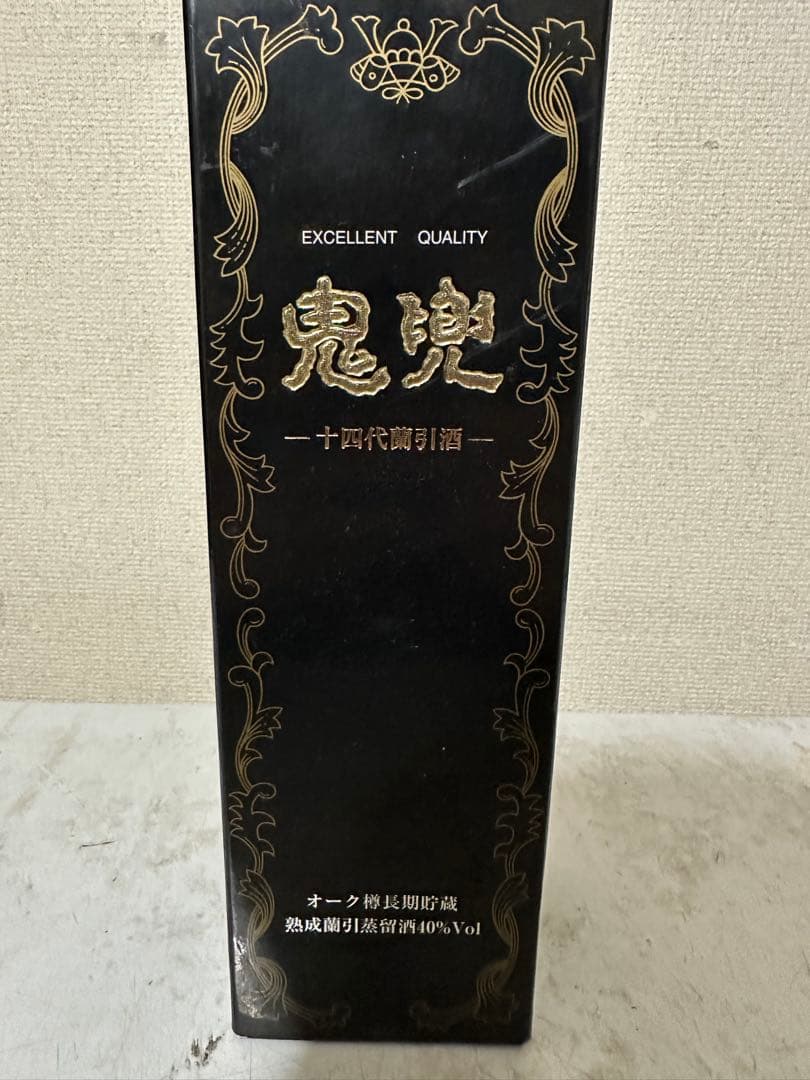 EXCELLENT QUALITY
鬼兜
—十四代蘭引酒—
オーク樽長期貯蔵
熟成蘭引蒸留酒40%Vol